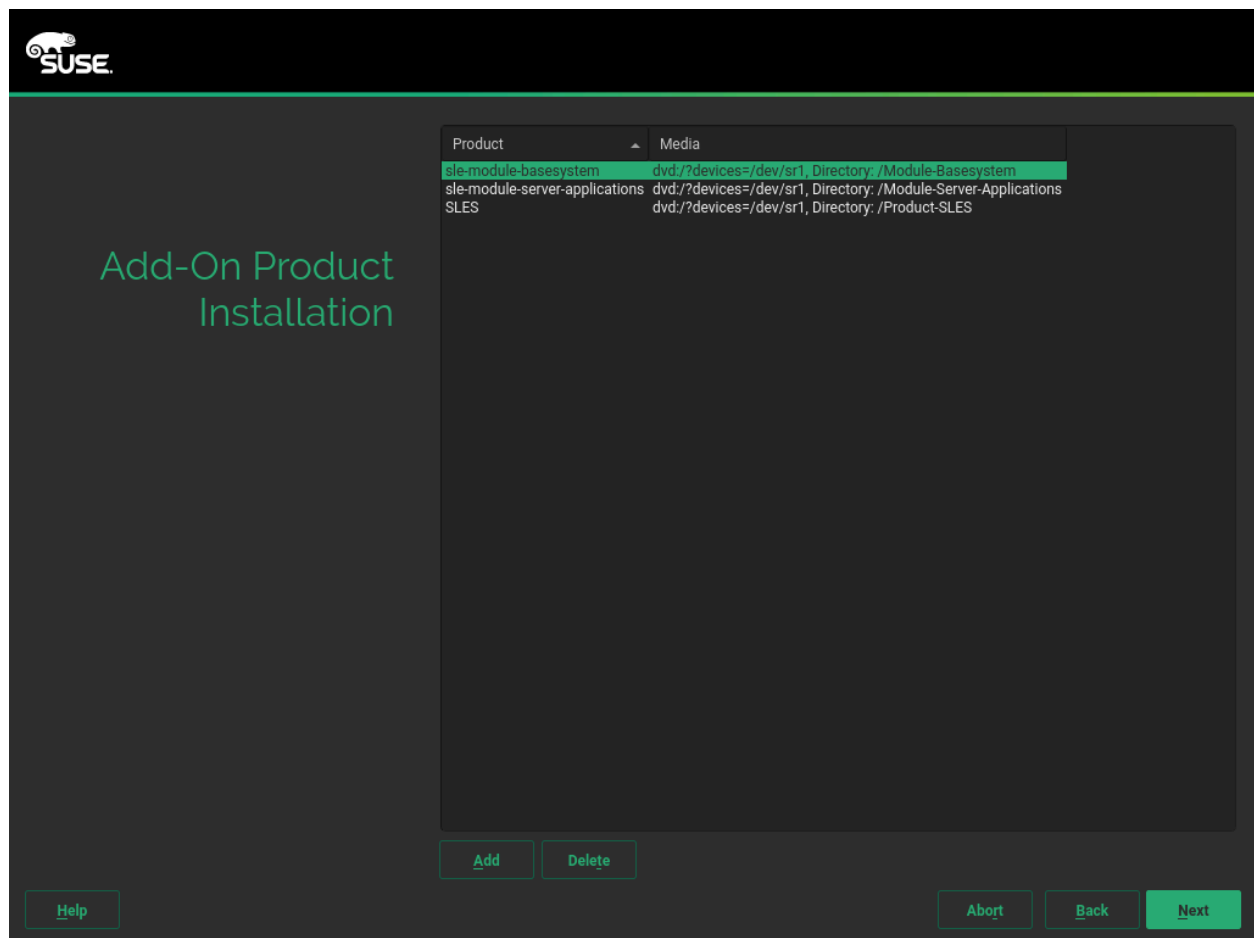 SUSE.
Product Media
sle-module-basesystem dvd:/?devices=/dev/sr1, Directory: /Module-Basesystem
sle-module-server-applications dvd:/?devices=/dev/sr1, Directory: /Module-Server-Applications
SLES dvd:/?devices=/dev/sr1, Directory: /Product-SLES
Add-On Product
Installation
Add Delete
Help Abort Back Next